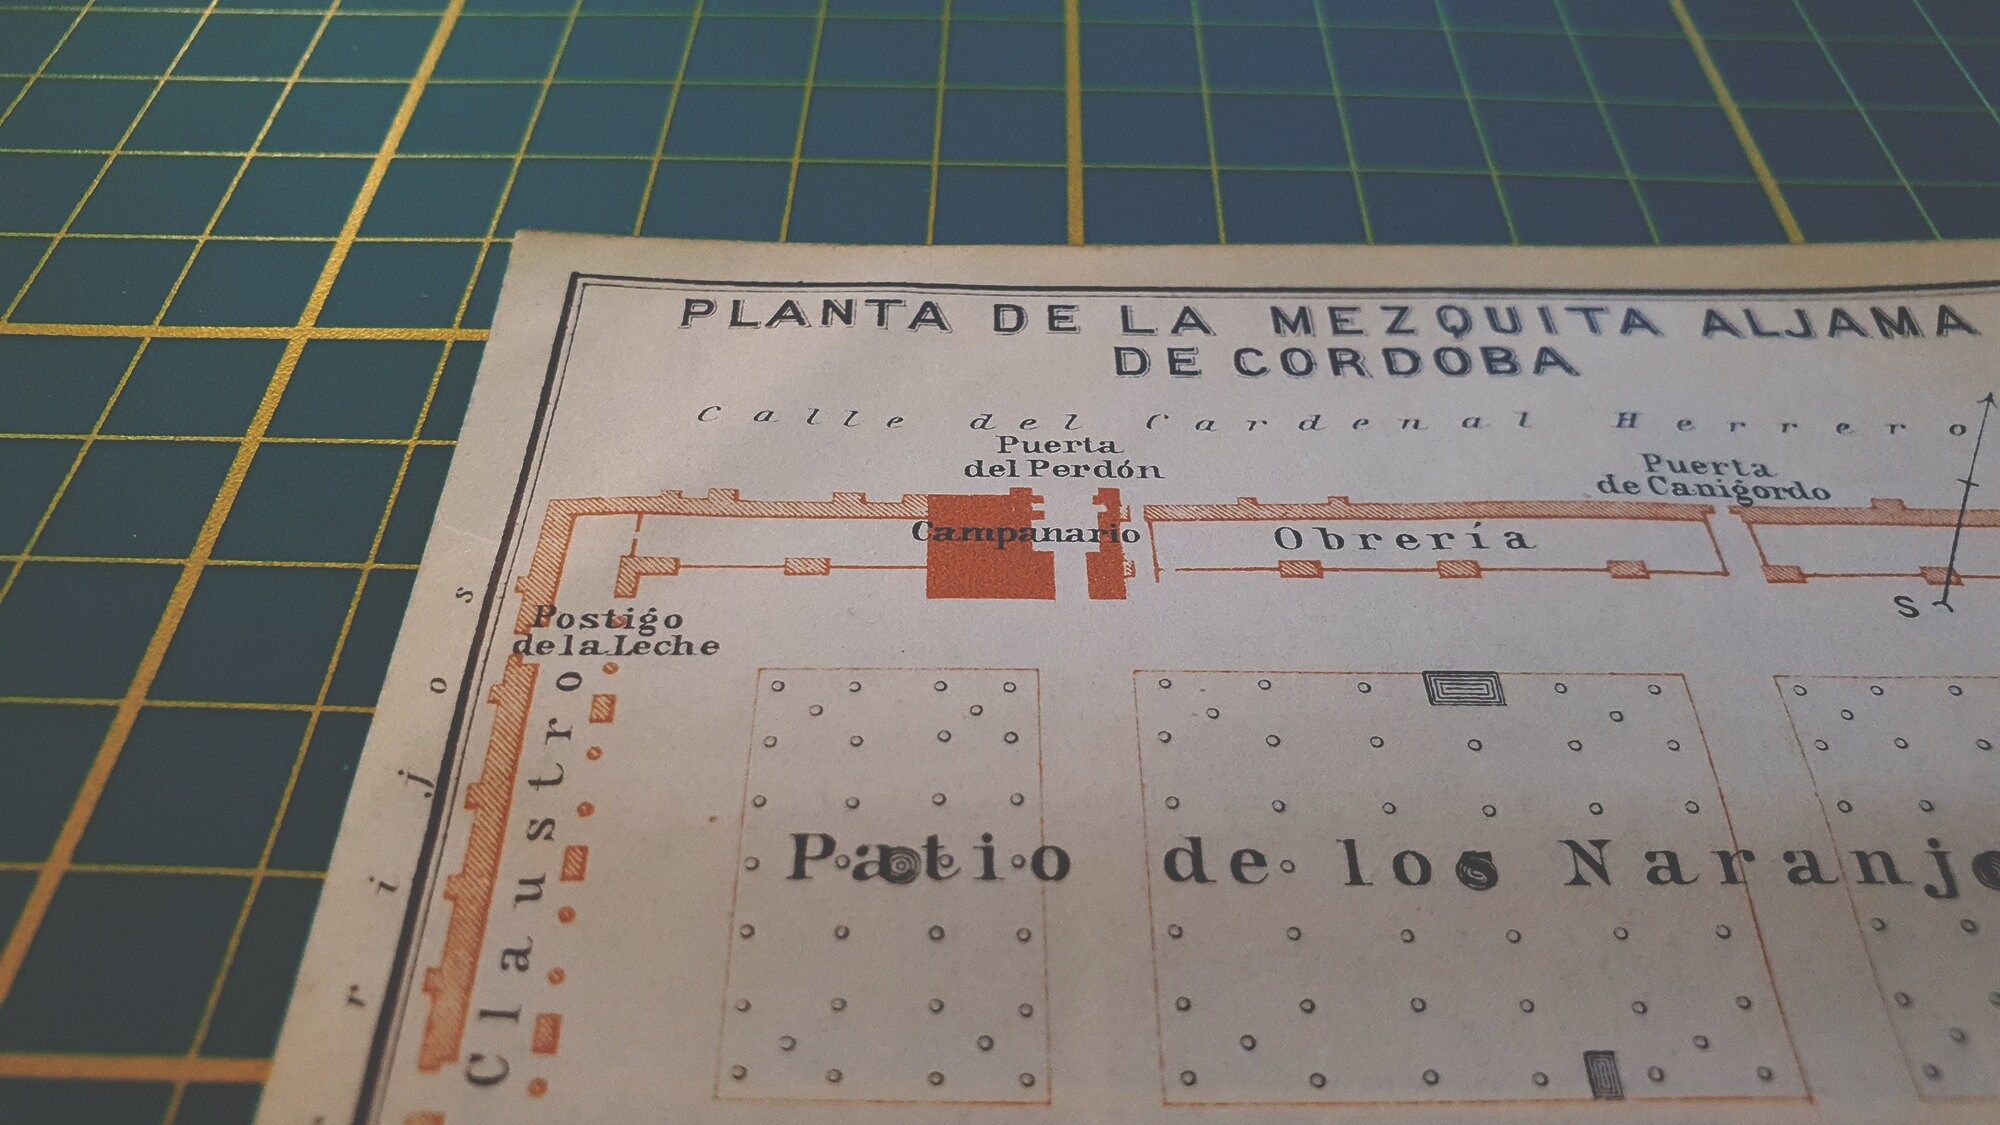 PLANTA DE LA MEZQUITA ALJAMA
DE CORDOBA
Calle del Cardenal Herrero
Puerta
del Perdón
Puerta
de Canigordo
Campanario
Obrería
S
Postigo
de la Leche
Claustro
Patio de los Naranjo